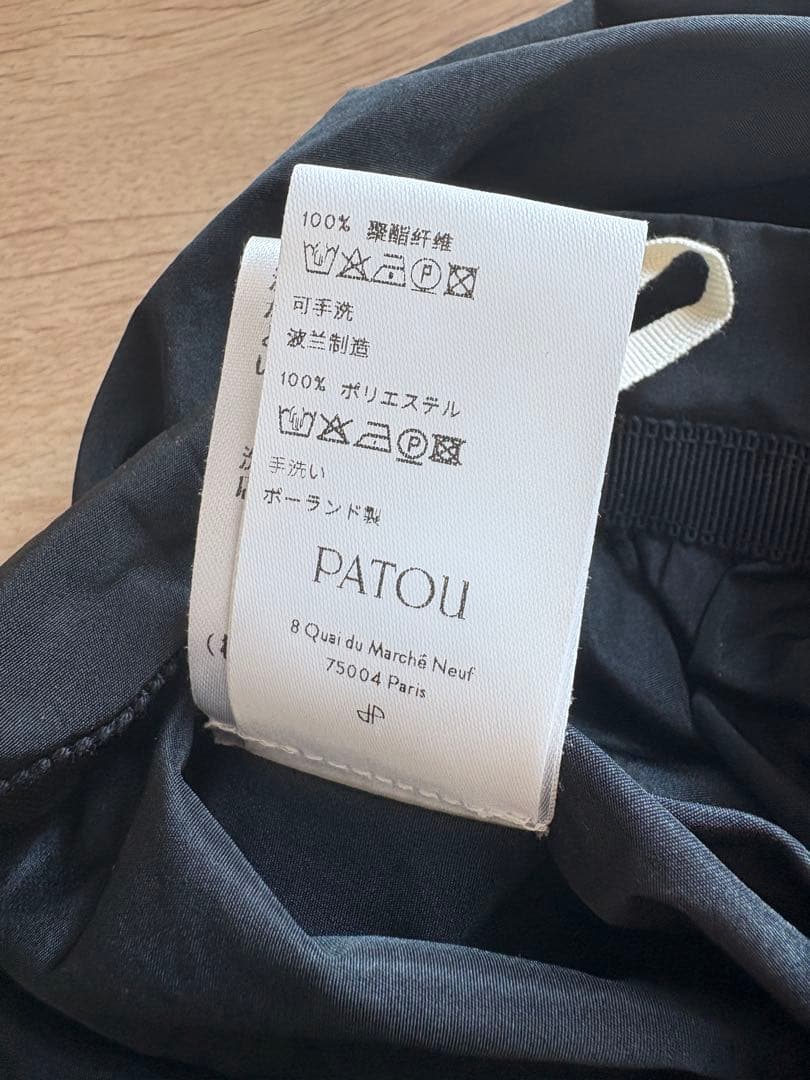 100% 聚酯纤维
P
可手洗
波兰制造
100% ポリエステル
P
手洗い
ポーランド製
PATOU
8 Quai du Marché Neuf
75004 Paris
JP